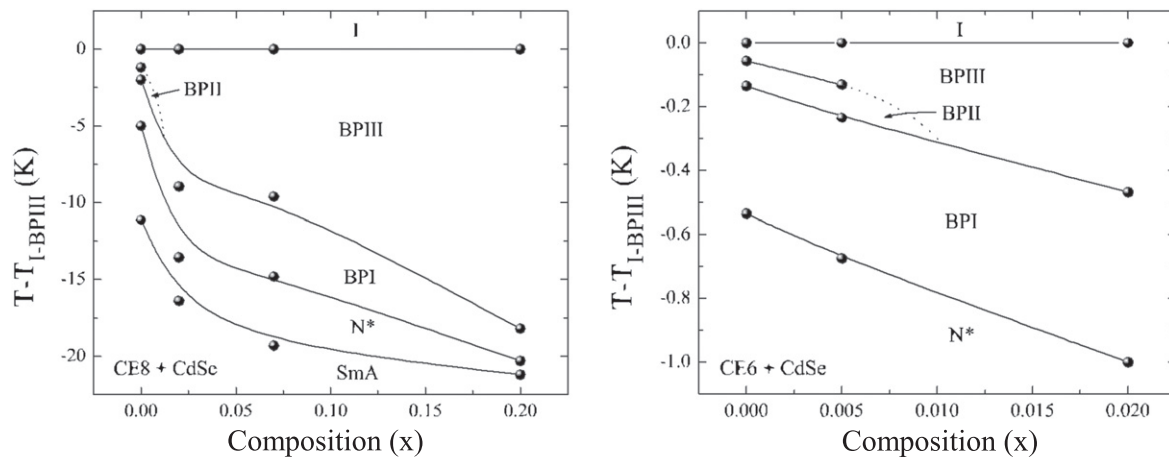 I
0
BPII
-5
BPIII
-10
-15
BPI
N*
-20
CE8 + CdSe
SmA
0.00 0.05 0.10 0.15 0.20
Composition (x)
T-T_I-BPIII (K)
I
0.0
BPIII
-0.2
BPII
-0.4
BPI
-0.6
-0.8
N*
-1.0
CE6 + CdSe
0.000 0.005 0.010 0.015 0.020
Composition (x)
T-T_I-BPIII (K)